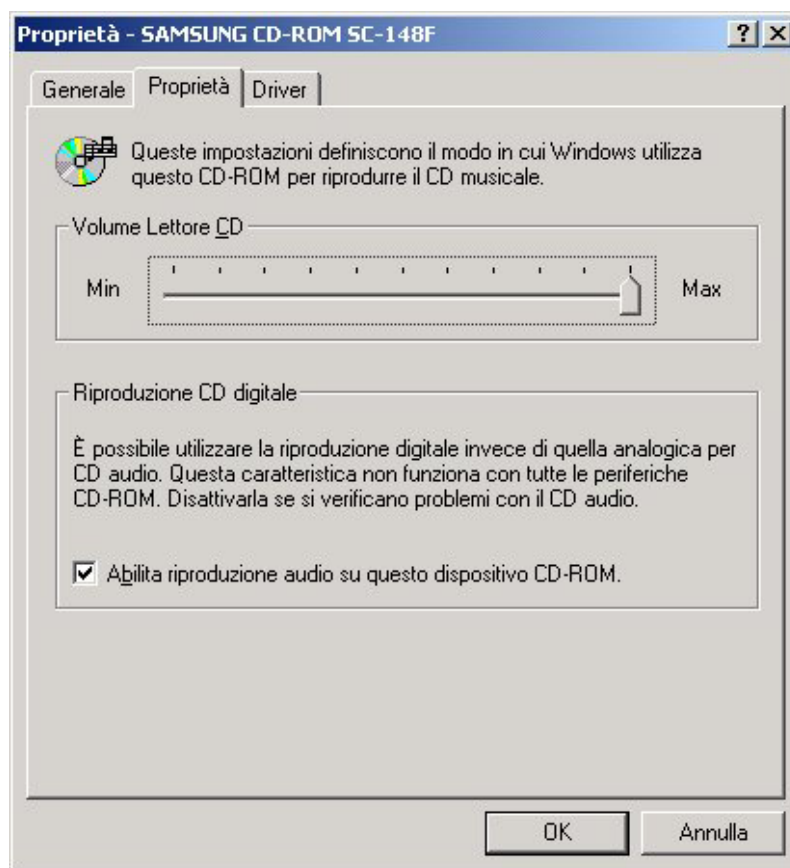 Proprietà - SAMSUNG CD-ROM SC-148F
Generale Proprietà Driver
Queste impostazioni definiscono il modo in cui Windows utilizza
questo CD-ROM per riprodurre il CD musicale.
Volume Lettore CD
Min Max
Riproduzione CD digitale
È possibile utilizzare la riproduzione digitale invece di quella analogica per
CD audio. Questa caratteristica non funziona con tutte le periferiche
CD-ROM. Disattivarla se si verificano problemi con il CD audio.
Abilita riproduzione audio su questo dispositivo CD-ROM.
OK Annulla